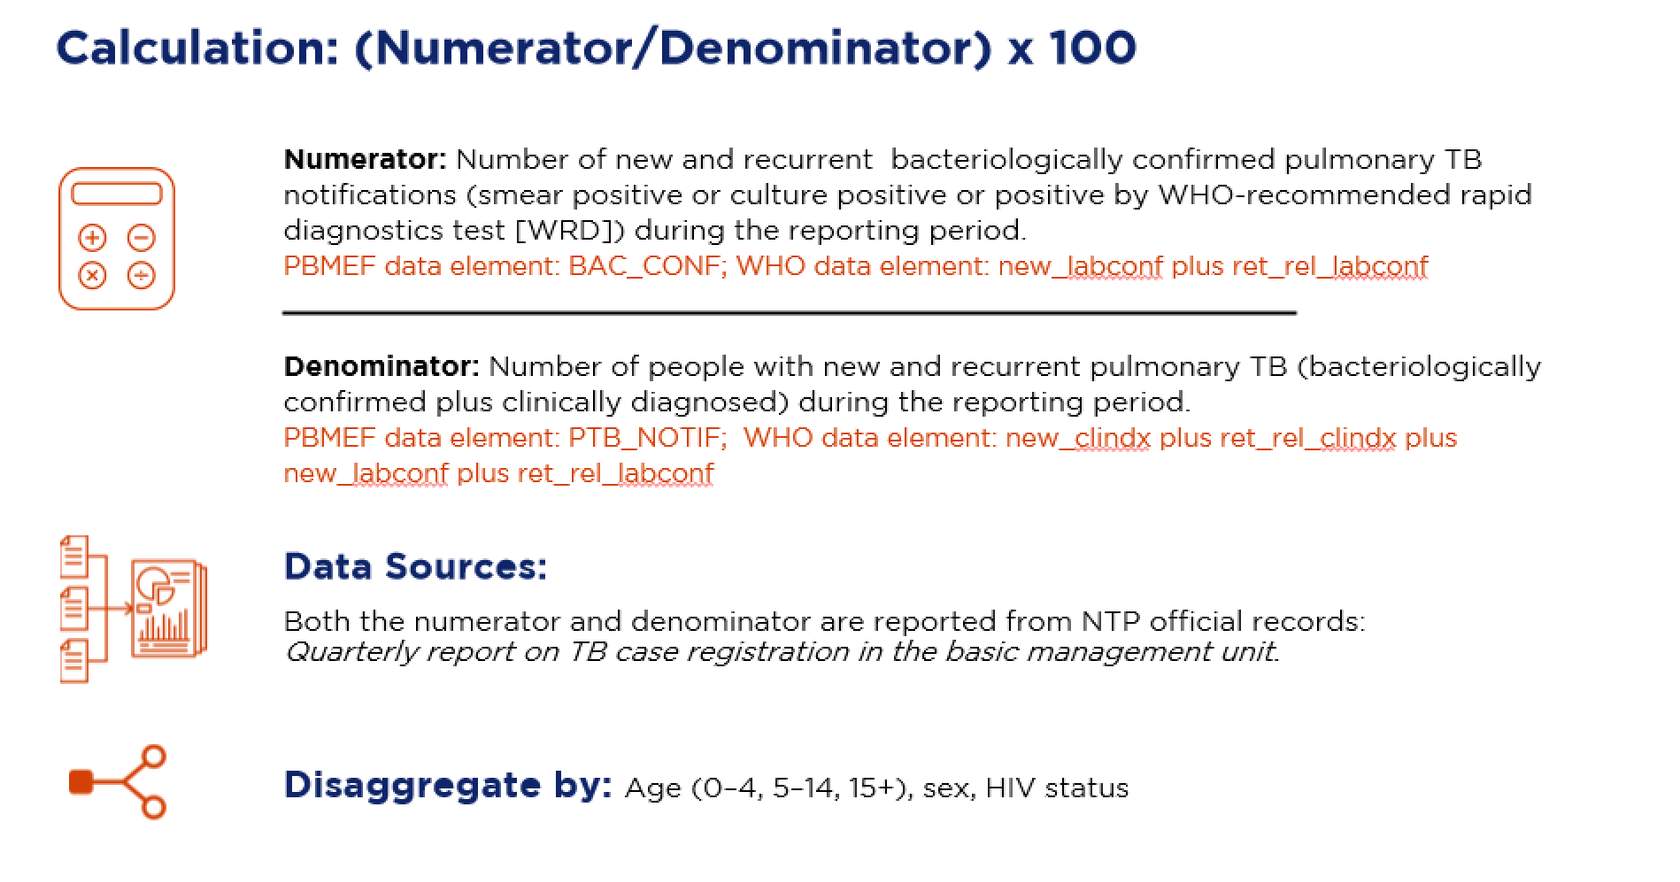 Calculation: (Numerator/Denominator) x 100
Numerator: Number of new and recurrent  bacteriologically confirmed pulmonary TB
notifications (smear positive or culture positive or positive by WHO-recommended rapid
diagnostics test [WRD]) during the reporting period.
PBMEF data element: BAC_CONF; WHO data element: new_labconf plus ret_rel_labconf
Denominator: Number of people with new and recurrent pulmonary TB (bacteriologically
confirmed plus clinically diagnosed) during the reporting period.
PBMEF data element: PTB_NOTIF;  WHO data element: new_clindx plus ret_rel_clindx plus
new_labconf plus ret_rel_labconf
Data Sources:
Both the numerator and denominator are reported from NTP official records:
Quarterly report on TB case registration in the basic management unit.
Disaggregate by: Age (0–4, 5–14, 15+), sex, HIV status